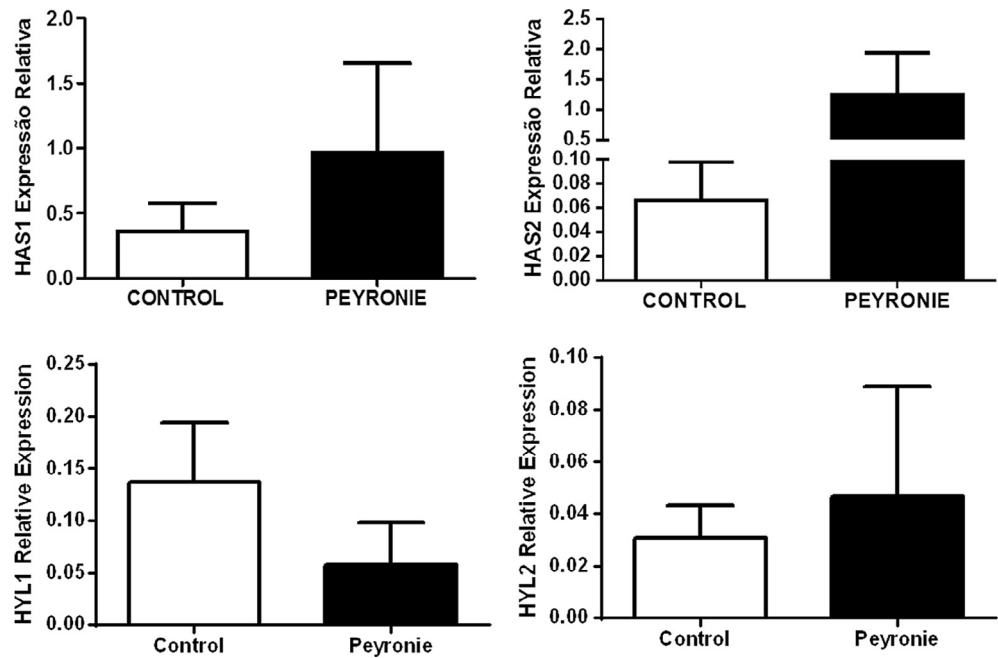 HAS1 Expressão Relativa
2.0
1.5
1.0
0.5
0.0
CONTROL
PEYRONIE
HAS2 Expressão Relativa
2.5
2.0
1.5
1.0
.5
0.10
0.08
0.06
0.04
0.02
0.00
CONTROL
PEYRONIE
HYL1 Relative Expression
0.25
0.20
0.15
0.10
0.05
0.00
Control
Peyronie
HYL2 Relative Expression
0.10
0.08
0.06
0.04
0.02
0.00
Control
Peyronie